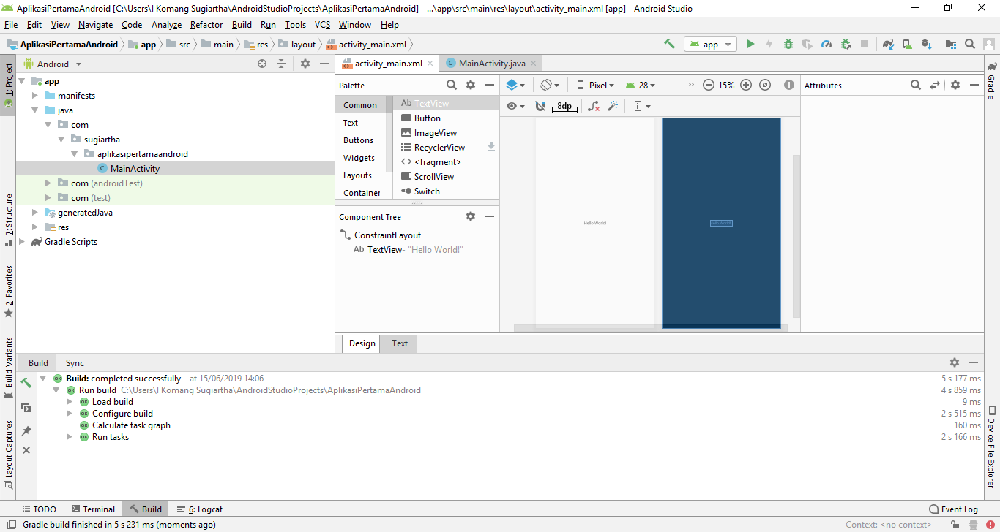 AplikasiPertamaAndroid [C:\Users\I Komang Sugiartha\AndroidStudioProjects\AplikasiPertamaAndroid] - ...\app\src\main\res\layout\activity_main.xml [app] - Android Studio
File Edit View Navigate Code Analyze Refactor Build Run Tools VCS Window Help
AplikasiPertamaAndroid app src main res layout activity_main.xml
app
1: Project
7: Structure
2: Favorites
Build Variants
Layout Captures
Android
app
manifests
java
com
sugiartha
aplikasipertamaandroid
MainActivity
com (androidTest)
com (test)
generatedJava
res
Gradle Scripts
activity_main.xml
MainActivity.java
Palette
Common
Text
Buttons
Widgets
Layouts
Container
Ab TextView
Button
ImageView
RecyclerView
<fragment>
ScrollView
Switch
Component Tree
ConstraintLayout
Ab TextView- "Hello World!"
Pixel
28
15%
8dp
Hello World!
Hello World!
Attributes
Gradle
Device File Explorer
Design
Text
Build
Sync
Build: completed successfully at 15/06/2019 14:06 5 s 177 ms
Run build C:\Users\I Komang Sugiartha\AndroidStudioProjects\AplikasiPertamaAndroid 4 s 859 ms
Load build 9 ms
Configure build 2 s 515 ms
Calculate task graph 160 ms
Run tasks 2 s 166 ms
TODO Terminal Build 6: Logcat Event Log
Gradle build finished in 5 s 231 ms (moments ago) Context: <no context>